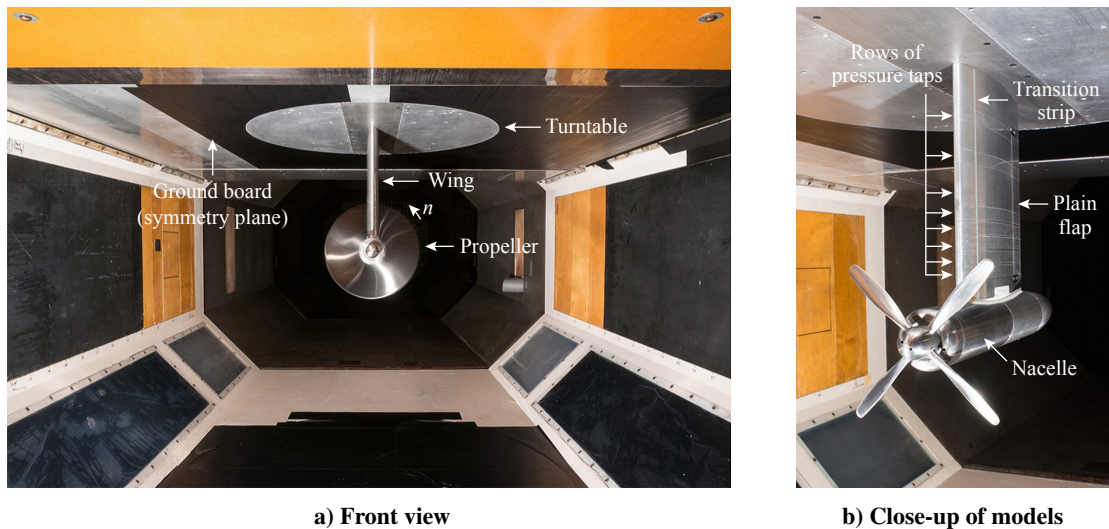 Turntable
Wing
Ground board
(symmetry plane)
n
Propeller
a) Front view
Rows of
pressure taps
Transition
strip
Plain
flap
Nacelle
b) Close-up of models